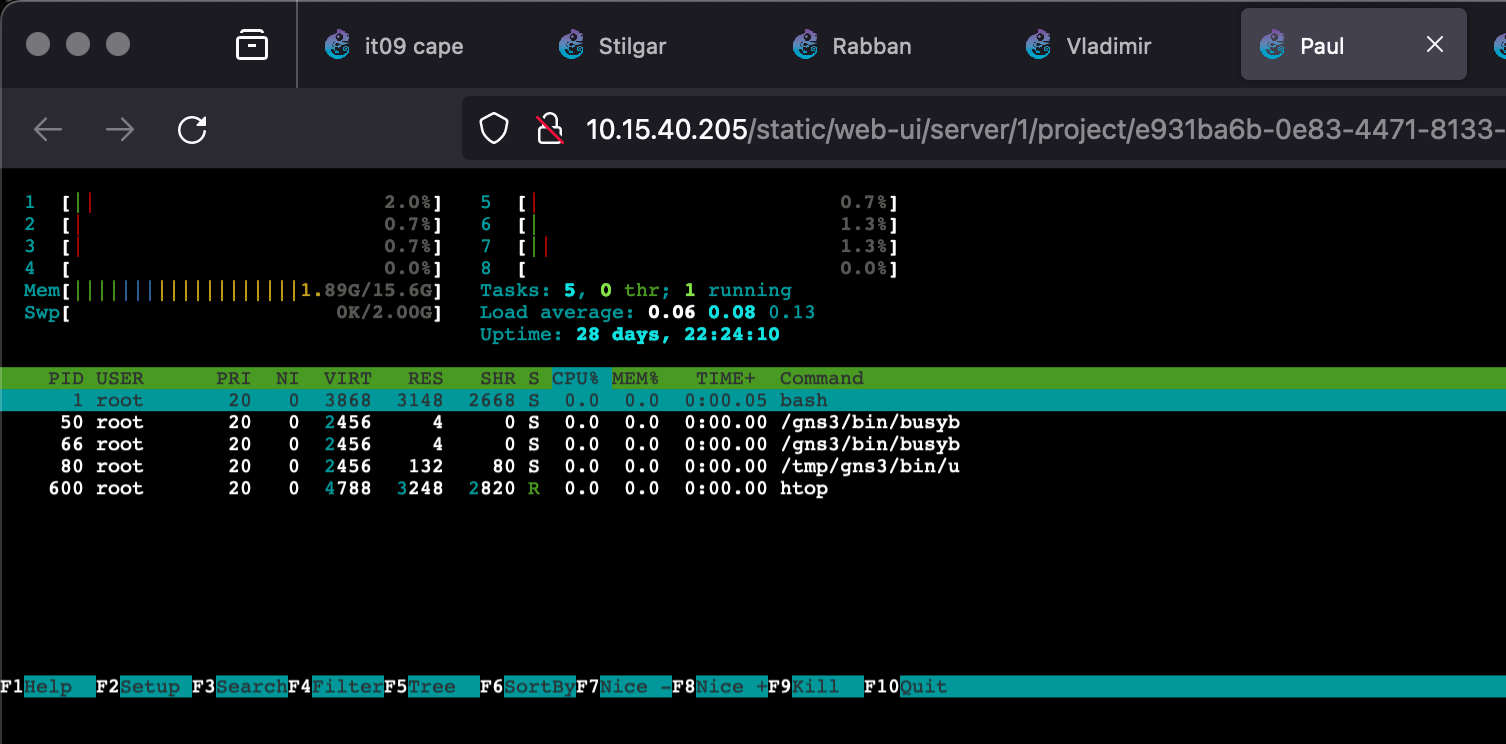 it09 cape Stilgar Rabban Vladimir Paul
10.15.40.205/static/web-ui/server/1/project/e931ba6b-0e83-4471-8133-
1 [|| 2.0%] 5 [| 0.7%]
2 [| 0.7%] 6 [| 1.3%]
3 [| 0.7%] 7 [|| 1.3%]
4 [ 0.0%] 8 [ 0.0%]
Mem[|||||||||||||||||||1.89G/15.6G] Tasks: 5, 0 thr; 1 running
Swp[ 0K/2.00G] Load average: 0.06 0.08 0.13
Uptime: 28 days, 22:24:10
PID USER PRI NI VIRT RES SHR S CPU% MEM% TIME+ Command
1 root 20 0 3868 3148 2668 S 0.0 0.0 0:00.05 bash
50 root 20 0 2456 4 0 S 0.0 0.0 0:00.00 /gns3/bin/busyb
66 root 20 0 2456 4 0 S 0.0 0.0 0:00.00 /gns3/bin/busyb
80 root 20 0 2456 132 80 S 0.0 0.0 0:00.00 /tmp/gns3/bin/u
600 root 20 0 4788 3248 2820 R 0.0 0.0 0:00.00 htop
F1Help F2Setup F3SearchF4FilterF5Tree F6SortByF7Nice -F8Nice +F9Kill F10Quit